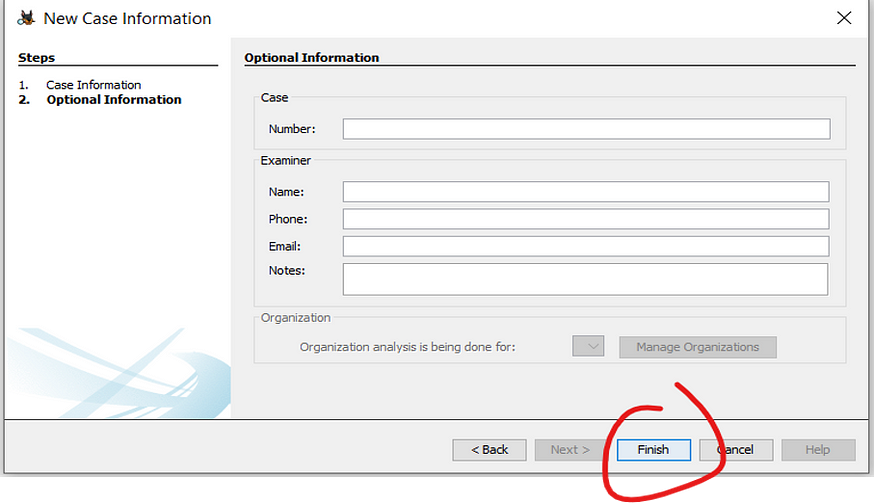 New Case Information
Steps
1. Case Information
2. Optional Information
Optional Information
Case
Number:
Examiner
Name:
Phone:
Email:
Notes:
Organization
Organization analysis is being done for:
Manage Organizations
< Back
Next >
Finish
Cancel
Help